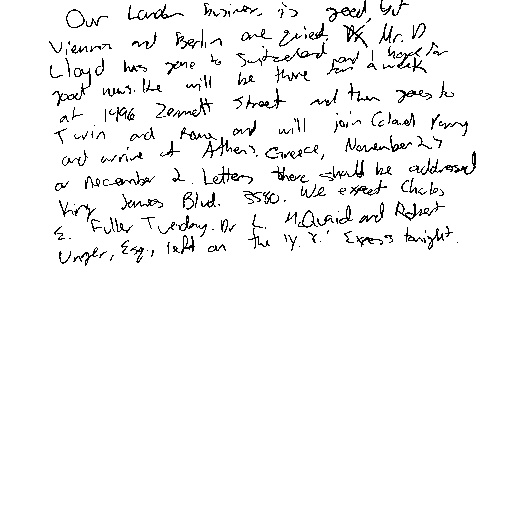 Our London business is good, but
Vienna and Berlin are quiet. Mr. D
Lloyd has gone to Switzerland and I hope for
good news. He will be there for a week
at 1496 Zermott Street and then goes to
Turin and Rome and will join Colonel Parry
and arrive at Athens, Greece, November 27
or December 2. Letters there should be addressed
King James Blvd. 3580. We expect Charles
E. Fuller Tuesday. Dr L. McQuaid and Robert
Unger, Esq., left on the 'Y.X.' Express tonight.